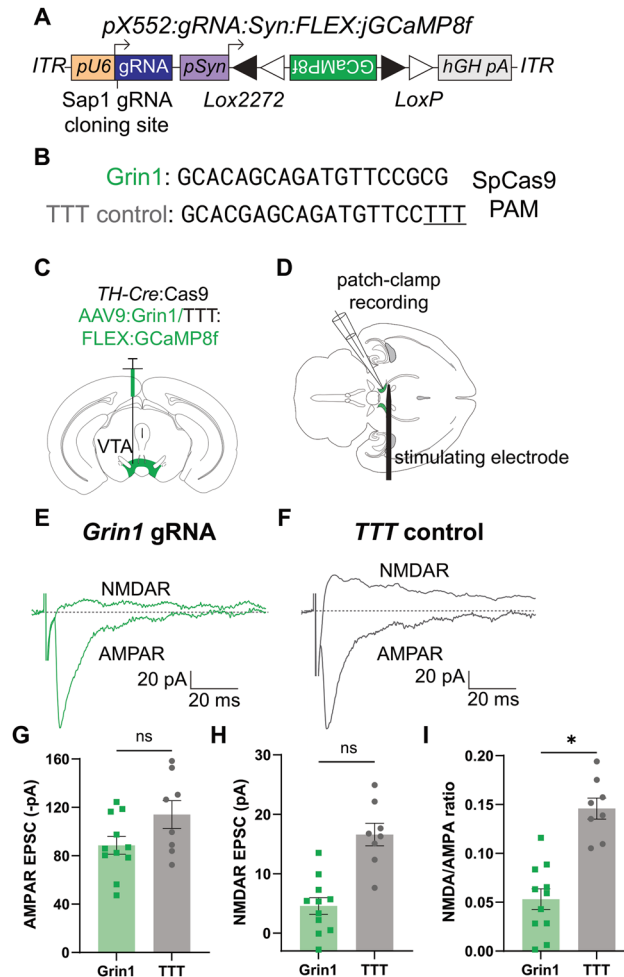 A
pX552:gRNA:Syn:FLEX:jGCaMP8f
ITR pU6 gRNA pSyn GCaMP8f hGH pA ITR
Sap1 gRNA
cloning site
Lox2272
LoxP
B
Grin1: GCACAGCAGATGTTCCGCG
TTT control: GCACGAGCAGATGTTCCTTT
SpCas9
PAM
C
TH-Cre:Cas9
AAV9:Grin1/TTT:
FLEX:GCaMP8f
VTA
D
patch-clamp
recording
stimulating electrode
E
Grin1 gRNA
NMDAR
AMPAR
20 pA
20 ms
F
TTT control
NMDAR
AMPAR
20 pA
20 ms
G
ns
AMPAR EPSC (-pA)
160
120
80
40
0
Grin1 TTT
H
ns
NMDAR EPSC (pA)
30
20
10
0
Grin1 TTT
I
*
NMDA/AMPA ratio
0.20
0.15
0.10
0.05
0.00
Grin1 TTT